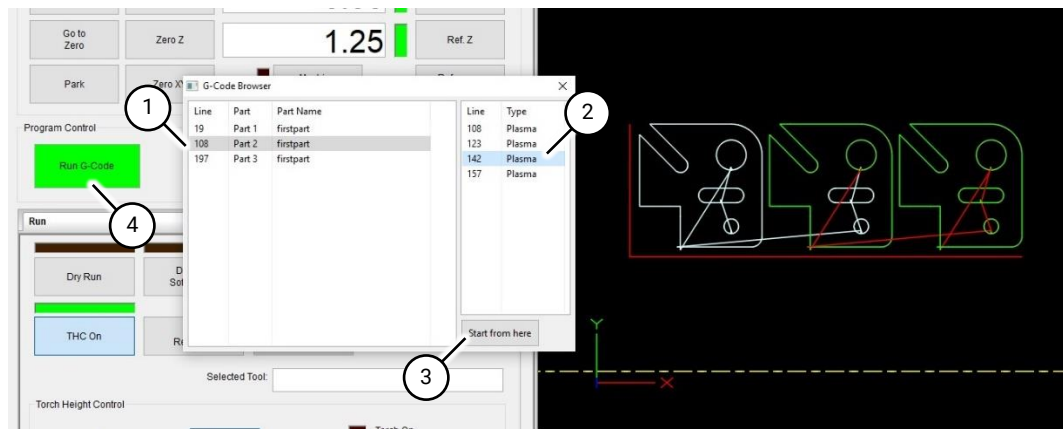 Go to
Zero
Zero Z
1.25
Ref. Z
Park
Zero X
G-Code Browser
Line Part Part Name
19 Part 1 firstpart
108 Part 2 firstpart
197 Part 3 firstpart
Line Type
108 Plasma
123 Plasma
142 Plasma
157 Plasma
Start from here
1
2
3
4
Program Control
Run G-Code
Run
Dry Run
THC On
Selected Tool:
Torch Height Control
Torch On
Y
X